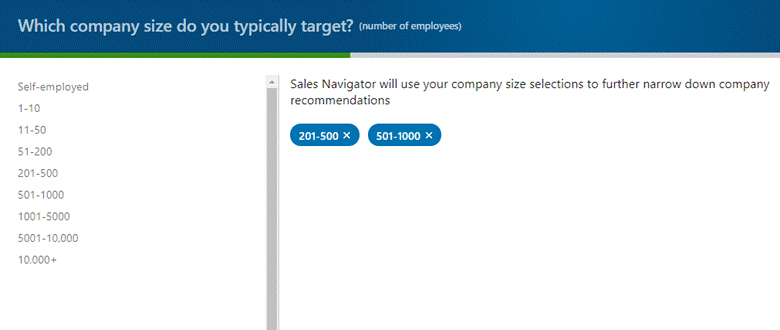 Which company size do you typically target? (number of employees)
Self-employed
1-10
11-50
51-200
201-500
501-1000
1001-5000
5001-10,000
10,000+
Sales Navigator will use your company size selections to further narrow down company
recommendations
201-500 ×
501-1000 ×